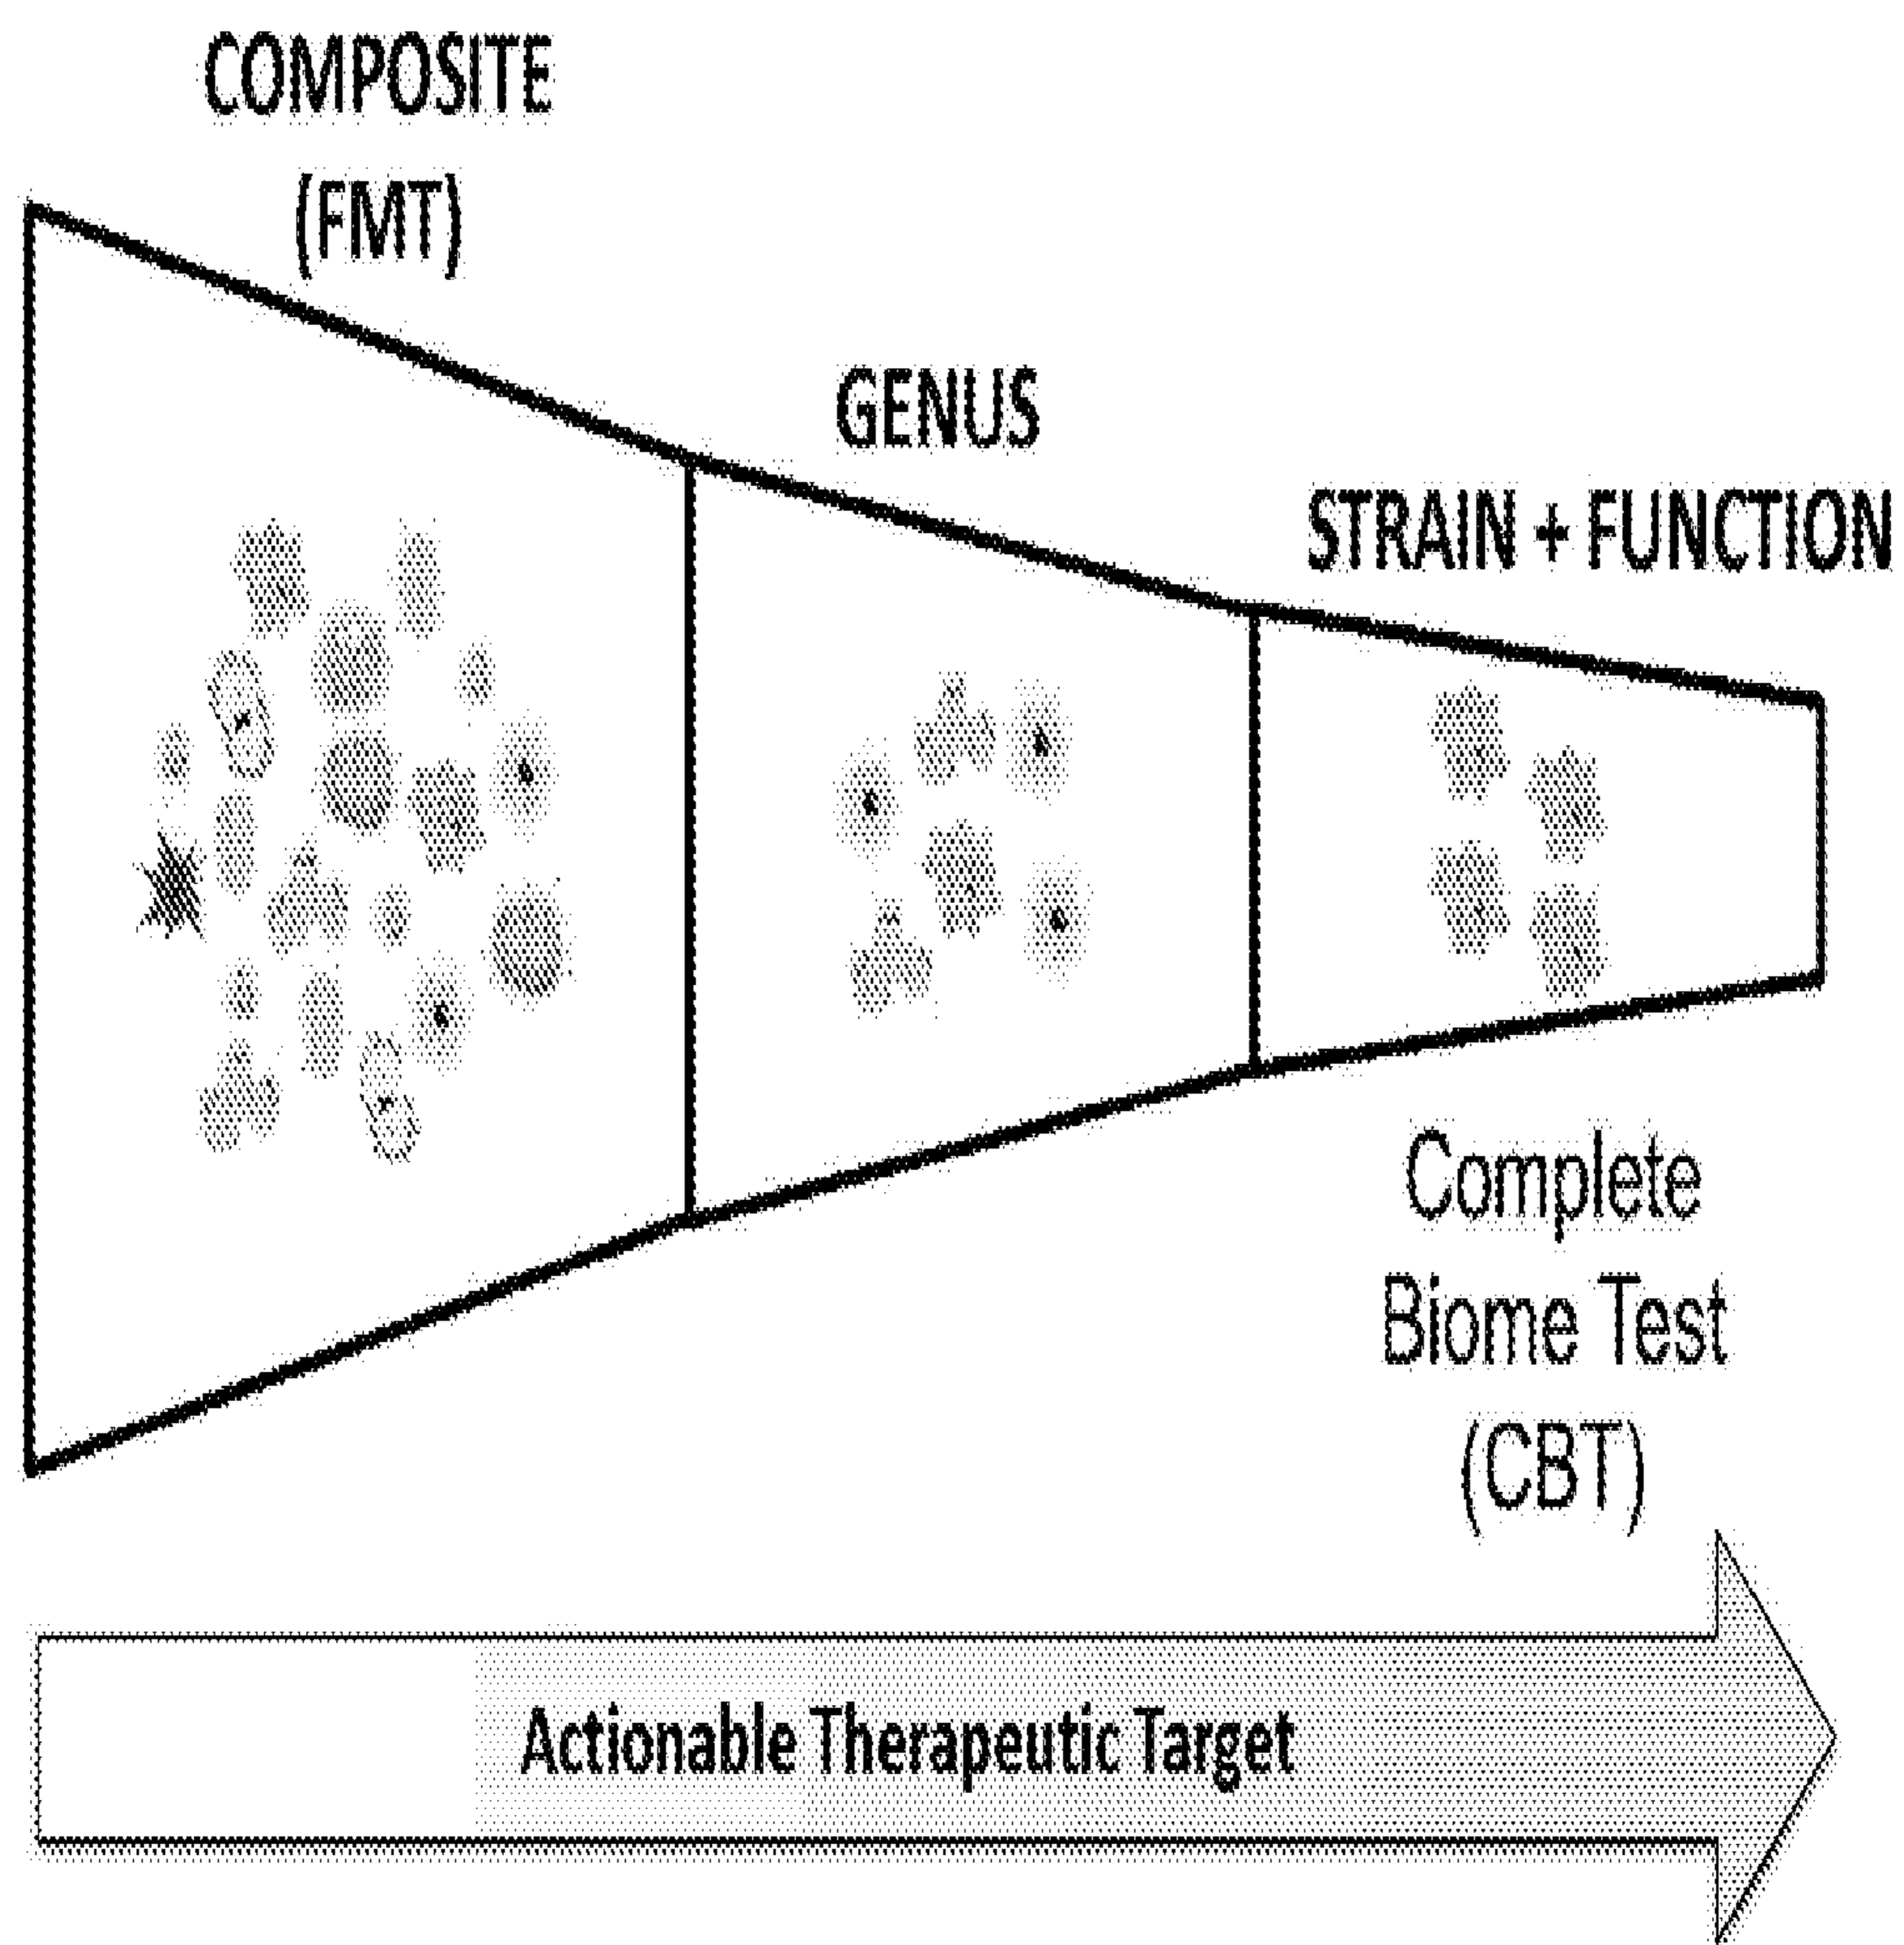 COMPOSITE
(FMT)
GENUS
STRAIN + FUNCTION
Complete
Biome Test
(CBT)
Actionable Therapeutic Target